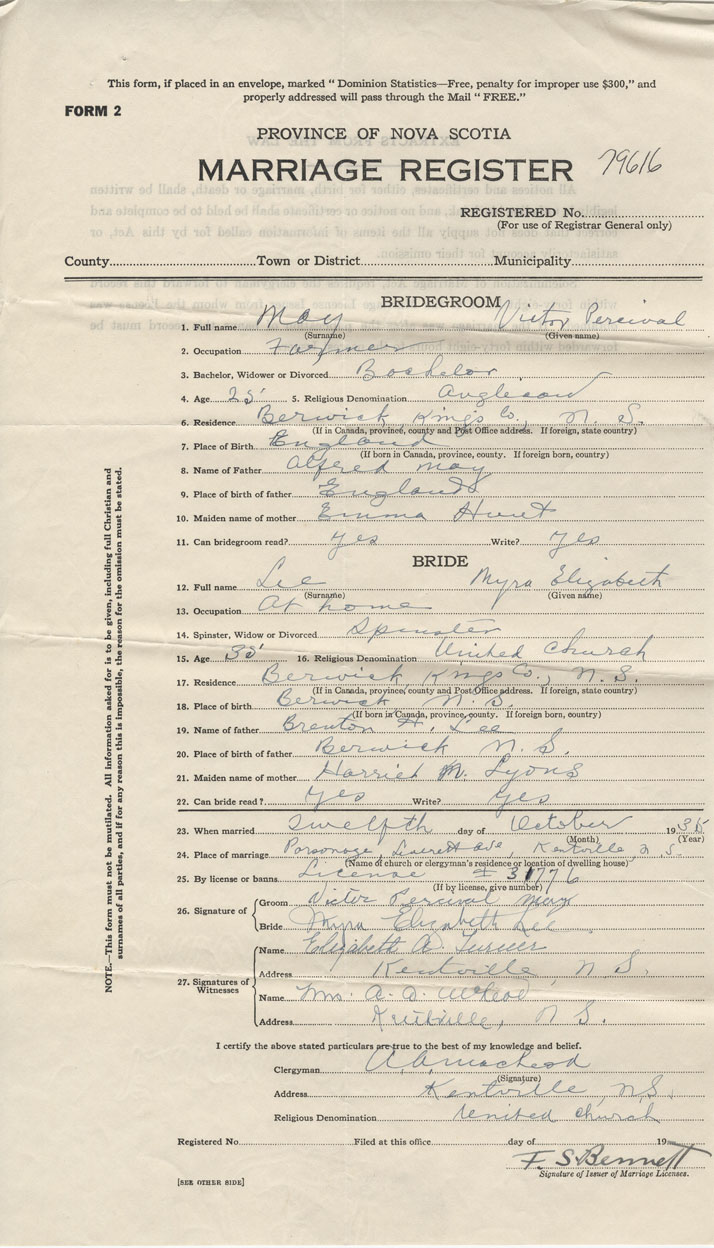 This form, if placed in an envelope, marked “ Dominion Statistics—Free, penalty for improper use $300,” and
properly addressed will pass through the Mail “ FREE.”
FORM 2
PROVINCE OF NOVA SCOTIA
MARRIAGE REGISTER 79616
REGISTERED No.
(For use of Registrar General only)
County Town or District Municipality
BRIDEGROOM
1. Full name May Victor Percival
(Surname) (Given name)
2. Occupation Farmer
3. Bachelor, Widower or Divorced Bachelor
4. Age 25 5. Religious Denomination
6. Residence Berwick, Kings Co., N. S.
(If in Canada, province, county and Post Office address. If foreign, state country)
7. Place of Birth England
(If born in Canada, province, county. If foreign born, country)
8. Name of Father Alfred May
9. Place of birth of father England
10. Maiden name of mother Emma Hunt
11. Can bridegroom read? Yes Write? Yes
BRIDE
12. Full name Lee Myra Elizabeth
(Surname) (Given name)
13. Occupation At home
14. Spinster, Widow or Divorced Spinster
15. Age 35 16. Religious Denomination United Church
17. Residence Berwick, Kings Co., N. S.
(If in Canada, province, county and Post Office address. If foreign, state country)
18. Place of birth Berwick N. S.
(If born in Canada, province, county. If foreign born, country)
19. Name of father Brenton H. Lee
20. Place of birth of father Berwick N. S.
21. Maiden name of mother Harriet M. Lyons
22. Can bride read? Yes Write? Yes
23. When married Twelfth day of October 1935
(Month) (Year)
24. Place of marriage Parsonage, Ave, Kentville N. S.
(Name of church or clergyman's residence or location of dwelling house)
25. By license or banns License # 31776
(If by license, give number)
26. Signature of Groom Victor Percival May
Bride Myra Elizabeth Lee
27. Signatures of Witnesses
Name Elizabeth A. Turner
Address Kentville, N. S.
Name Mrs. A. D. McLeod
Address Kentville, N. S.
I certify the above stated particulars are true to the best of my knowledge and belief.
Clergyman A. D. MacLeod
(Signature)
Address Kentville, N.S.
Religious Denomination United Church
Registered No. Filed at this office day of 19
F. S. Bennett
Signature of Issuer of Marriage Licenses.
[SEE OTHER SIDE]
NOTE.—This form must not be mutilated. All information asked for is to be given, including full Christian and
surnames of all parties, and if for any reason this is impossible, the reason for the omission must be stated.